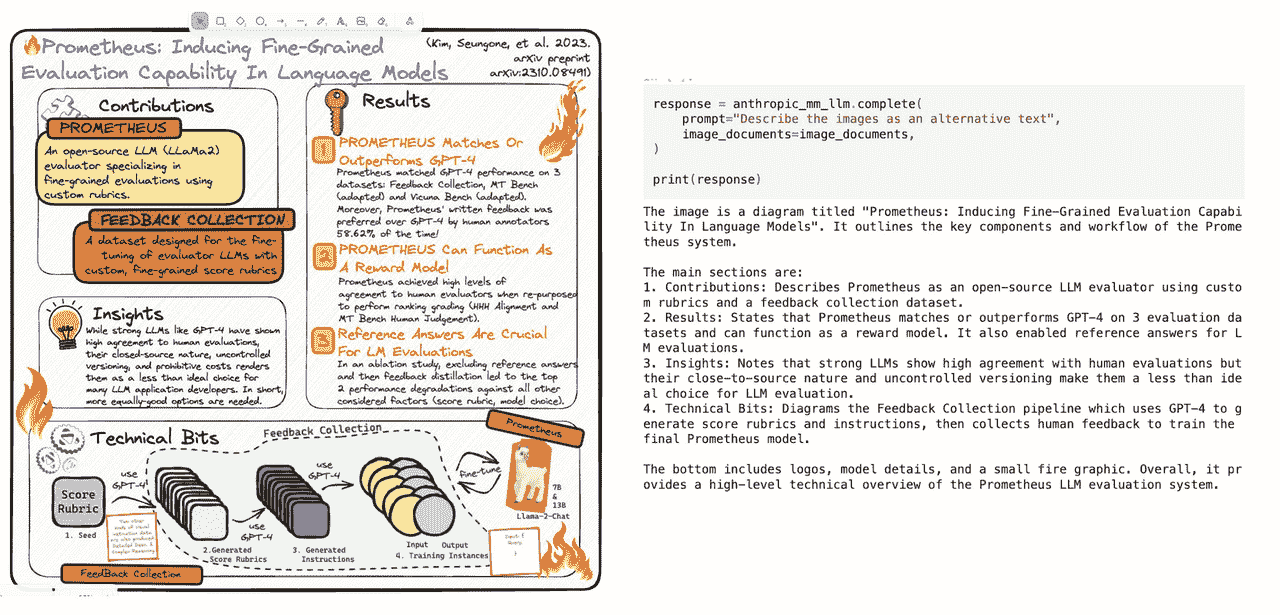 🔥Prometheus: Inducing Fine-Grained
Evaluation Capability In Language Models
(Kim, Seungone, et al. 2023.
arXiv preprint
arXiv:2310.08491)
Contributions
PROMETHEUS
An open-source LLM (LLaMa2)
evaluator specializing in
fine-grained evaluations using
custom rubrics.
FEEDBACK COLLECTION
A dataset designed for the fine-
tuning of evaluator LLMs with
custom, fine-grained score rubrics
Insights
While strong LLMs like GPT-4 have shown
high agreement to human evaluations,
their closed-source nature, uncontrolled
versioning, and prohibitive costs renders
them as a less than ideal choice for
many LLM application developers. In short,
more equally-good options are needed.
Results
1
PROMETHEUS Matches Or
Outperforms GPT-4
Prometheus matched GPT-4 performance on 3
datasets: Feedback Collection, MT Bench
(adapted) and Vicuna Bench (adapted).
Moreover, Prometheus' written feedback was
preferred over GPT-4 by human annotators
58.62% of the time!
2
PROMETHEUS Can Function As
A Reward Model
Prometheus achieved high levels of
agreement to human evaluators when re-purposed
to perform ranking grading (HHH Alignment and
MT Bench Human Judgement).
3
Reference Answers Are Crucial
For LM Evaluations
In an ablation study, excluding reference answers
and then feedback distillation led to the top
2 performance degradations against all other
considered factors (score rubric, model choice).
Technical Bits
Feedback Collection
Prometheus
use
GPT-4
use
GPT-4
use
GPT-4
Fine-tune
Score
Rubric
1. Seed
2.Generated
Score Rubrics
3. Generated
Instructions
Input Output
4. Training Instances
7B
&
13B
Llama-2-Chat
FeedBack Collection
response = anthropic_mm_llm.complete(
prompt="Describe the images as an alternative text",
image_documents=image_documents,
)
print(response)
The image is a diagram titled "Prometheus: Inducing Fine-Grained Evaluation Capabi
lity In Language Models". It outlines the key components and workflow of the Prome
theus system.
The main sections are:
1. Contributions: Describes Prometheus as an open-source LLM evaluator using custo
m rubrics and a feedback collection dataset.
2. Results: States that Prometheus matches or outperforms GPT-4 on 3 evaluation da
tasets and can function as a reward model. It also enabled reference answers for L
M evaluations.
3. Insights: Notes that strong LLMs show high agreement with human evaluations but
their close-to-source nature and uncontrolled versioning make them a less than ide
al choice for LLM evaluation.
4. Technical Bits: Diagrams the Feedback Collection pipeline which uses GPT-4 to g
enerate score rubrics and instructions, then collects human feedback to train the
final Prometheus model.
The bottom includes logos, model details, and a small fire graphic. Overall, it pr
ovides a high-level technical overview of the Prometheus LLM evaluation system.